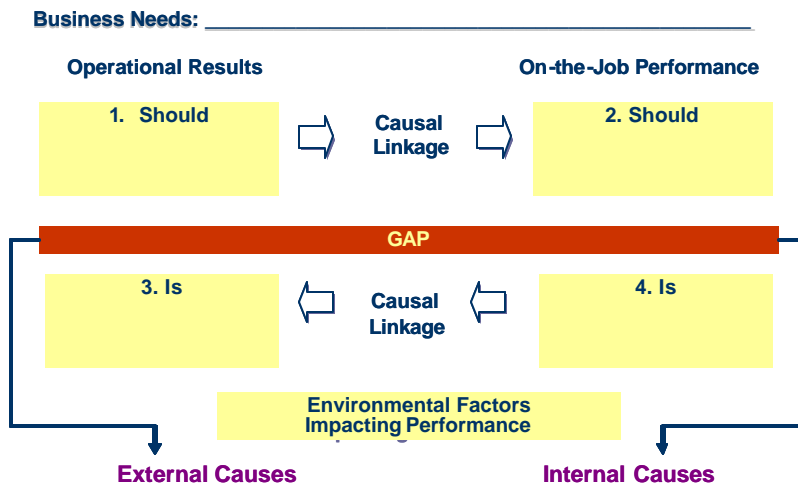 Business Needs: ___________________________________________
Operational Results
On-the-Job Performance
1. Should
Causal
Linkage
2. Should
GAP
3. Is
Causal
Linkage
4. Is
Environmental Factors
Impacting Performance
External Causes
Internal Causes